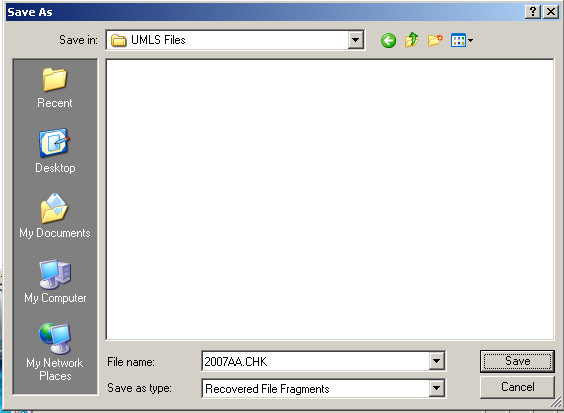 Save As
Save in:
UMLS Files
Recent
Desktop
My Documents
My Computer
My Network
Places
File name:
2007AA.CHK
Save
Save as type:
Recovered File Fragments
Cancel